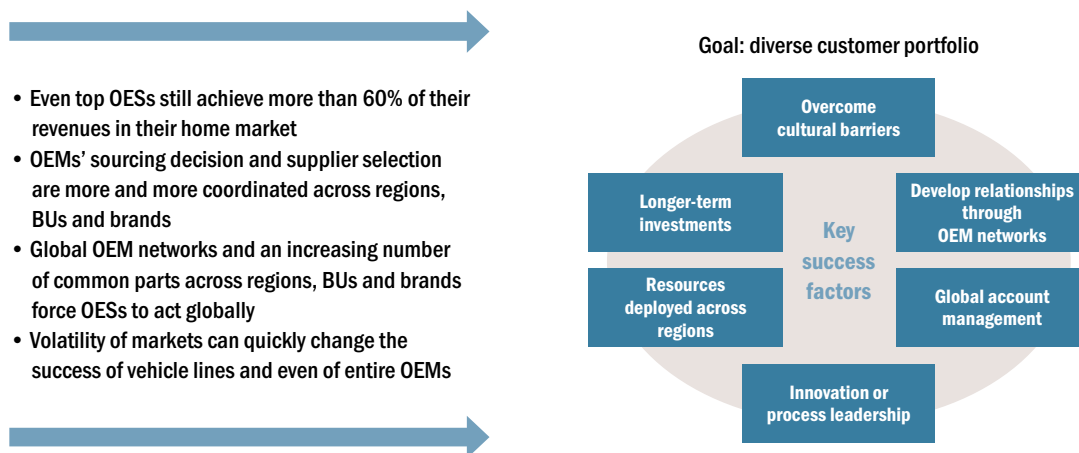 • Even top OESs still achieve more than 60% of their
revenues in their home market
• OEMs' sourcing decision and supplier selection
are more and more coordinated across regions,
BUs and brands
• Global OEM networks and an increasing number
of common parts across regions, BUs and brands
force OESs to act globally
• Volatility of markets can quickly change the
success of vehicle lines and even of entire OEMs
Goal: diverse customer portfolio
Overcome
cultural barriers
Longer-term
investments
Develop relationships
through
OEM networks
Key
success
factors
Resources
deployed across
regions
Global account
management
Innovation or
process leadership